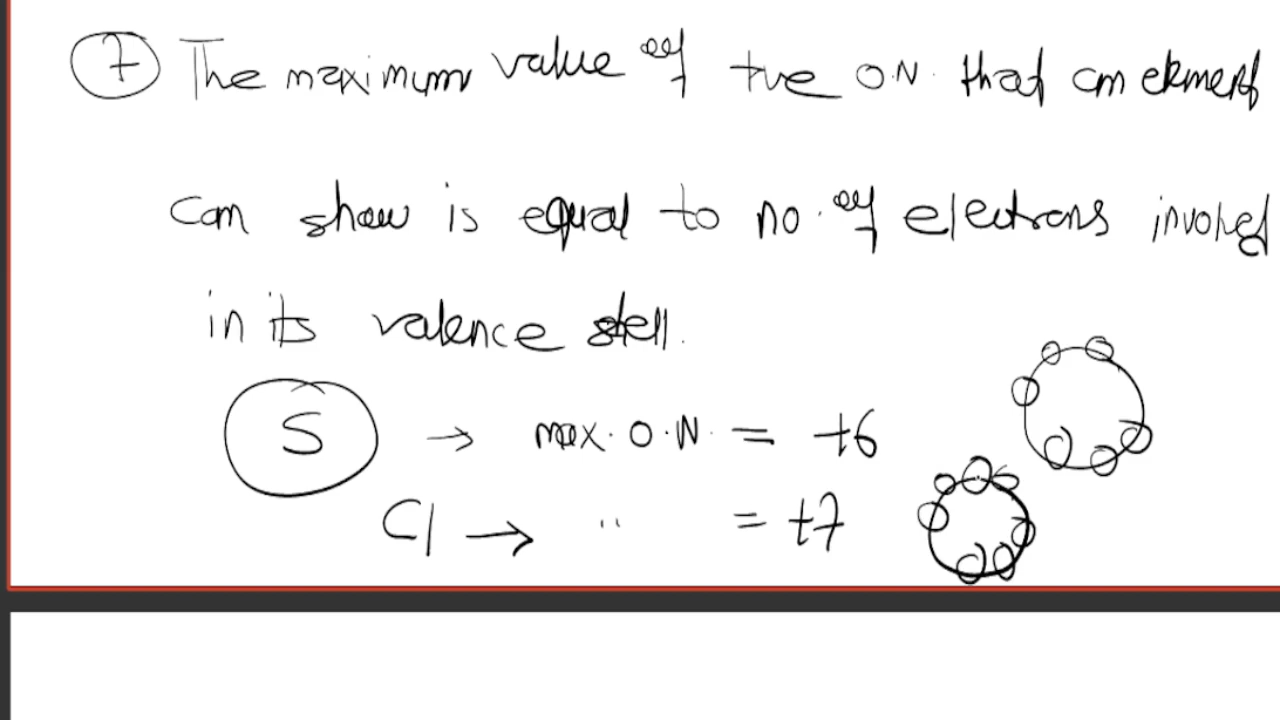 7 The maximum value of +ve O.N. that an element
can show is equal to no. of electrons involved
in its valence shell.
S → max. O.N. = +6
Cl → " = +7